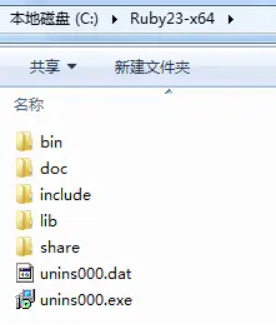 本地磁盘 (C:) Ruby23-x64
共享 新建文件夹
名称
bin
doc
include
lib
share
unins000.dat
unins000.exe